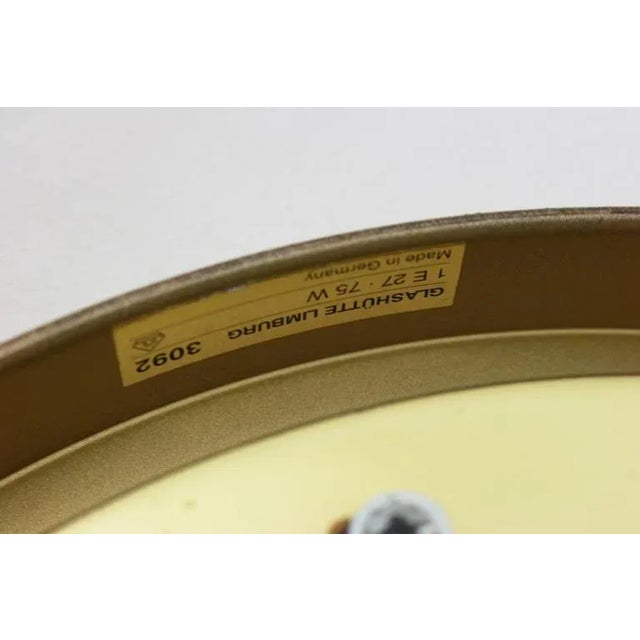 GLASHÜTTE LIMBURG 3092
1 E 27 · 75 W
Made in Germany